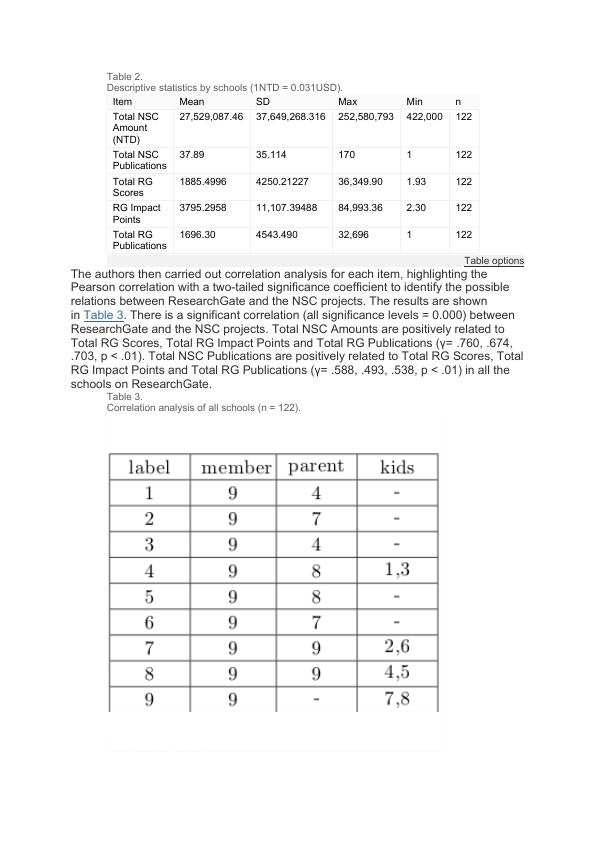 Table 2.
Descriptive statistics by schools (1NTD = 0.031USD).
Item Mean SD Max Min n
Total NSC Amount (NTD) 27,529,087.46 37,649,268.316 252,580,793 422,000 122
Total NSC Publications 37.89 35.114 170 1 122
Total RG Scores 1885.4996 4250.21227 36,349.90 1.93 122
RG Impact Points 3795.2958 11,107.39488 84,993.36 2.30 122
Total RG Publications 1696.30 4543.490 32,696 1 122
Table options
The authors then carried out correlation analysis for each item, highlighting the
Pearson correlation with a two-tailed significance coefficient to identify the possible
relations between ResearchGate and the NSC projects. The results are shown
in Table 3. There is a significant correlation (all significance levels = 0.000) between
ResearchGate and the NSC projects. Total NSC Amounts are positively related to
Total RG Scores, Total RG Impact Points and Total RG Publications (γ= .760, .674,
.703, p < .01). Total NSC Publications are positively related to Total RG Scores, Total
RG Impact Points and Total RG Publications (γ= .588, .493, .538, p < .01) in all the
schools on ResearchGate.
Table 3.
Correlation analysis of all schools (n = 122).
label member parent kids
1 9 4 -
2 9 7 -
3 9 4 -
4 9 8 1,3
5 9 8 -
6 9 7 -
7 9 9 2,6
8 9 9 4,5
9 9 - 7,8